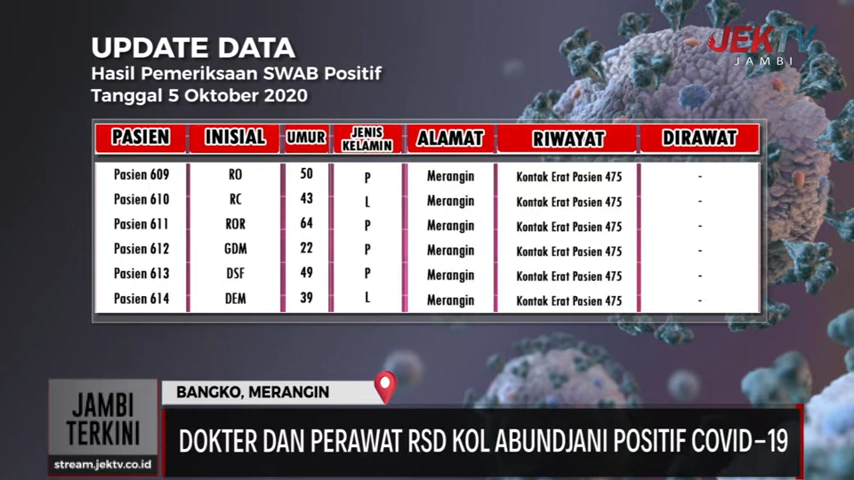 JEKTV
JAMBI
UPDATE DATA
Hasil Pemeriksaan SWAB Positif
Tanggal 5 Oktober 2020
PASIEN INISIAL UMUR JENIS KELAMIN ALAMAT RIWAYAT DIRAWAT
Pasien 609 RO 50 P Merangin Kontak Erat Pasien 475 -
Pasien 610 RC 43 L Merangin Kontak Erat Pasien 475 -
Pasien 611 ROR 64 P Merangin Kontak Erat Pasien 475 -
Pasien 612 GDM 22 P Merangin Kontak Erat Pasien 475 -
Pasien 613 DSF 49 P Merangin Kontak Erat Pasien 475 -
Pasien 614 DEM 39 L Merangin Kontak Erat Pasien 475 -
BANGKO, MERANGIN
JAMBI
TERKINI
stream.jektv.co.id
DOKTER DAN PERAWAT RSD KOL ABUNDJANI POSITIF COVID-19